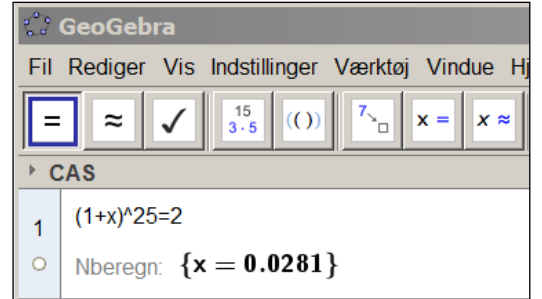 GeoGebra
Fil Rediger Vis Indstillinger Værktøj Vindue Hj
= ≈ ✓ 15 3·5 (( )) 7 x = x ≈
CAS
1 (1+x)^25=2
Nberegn: {x = 0.0281}